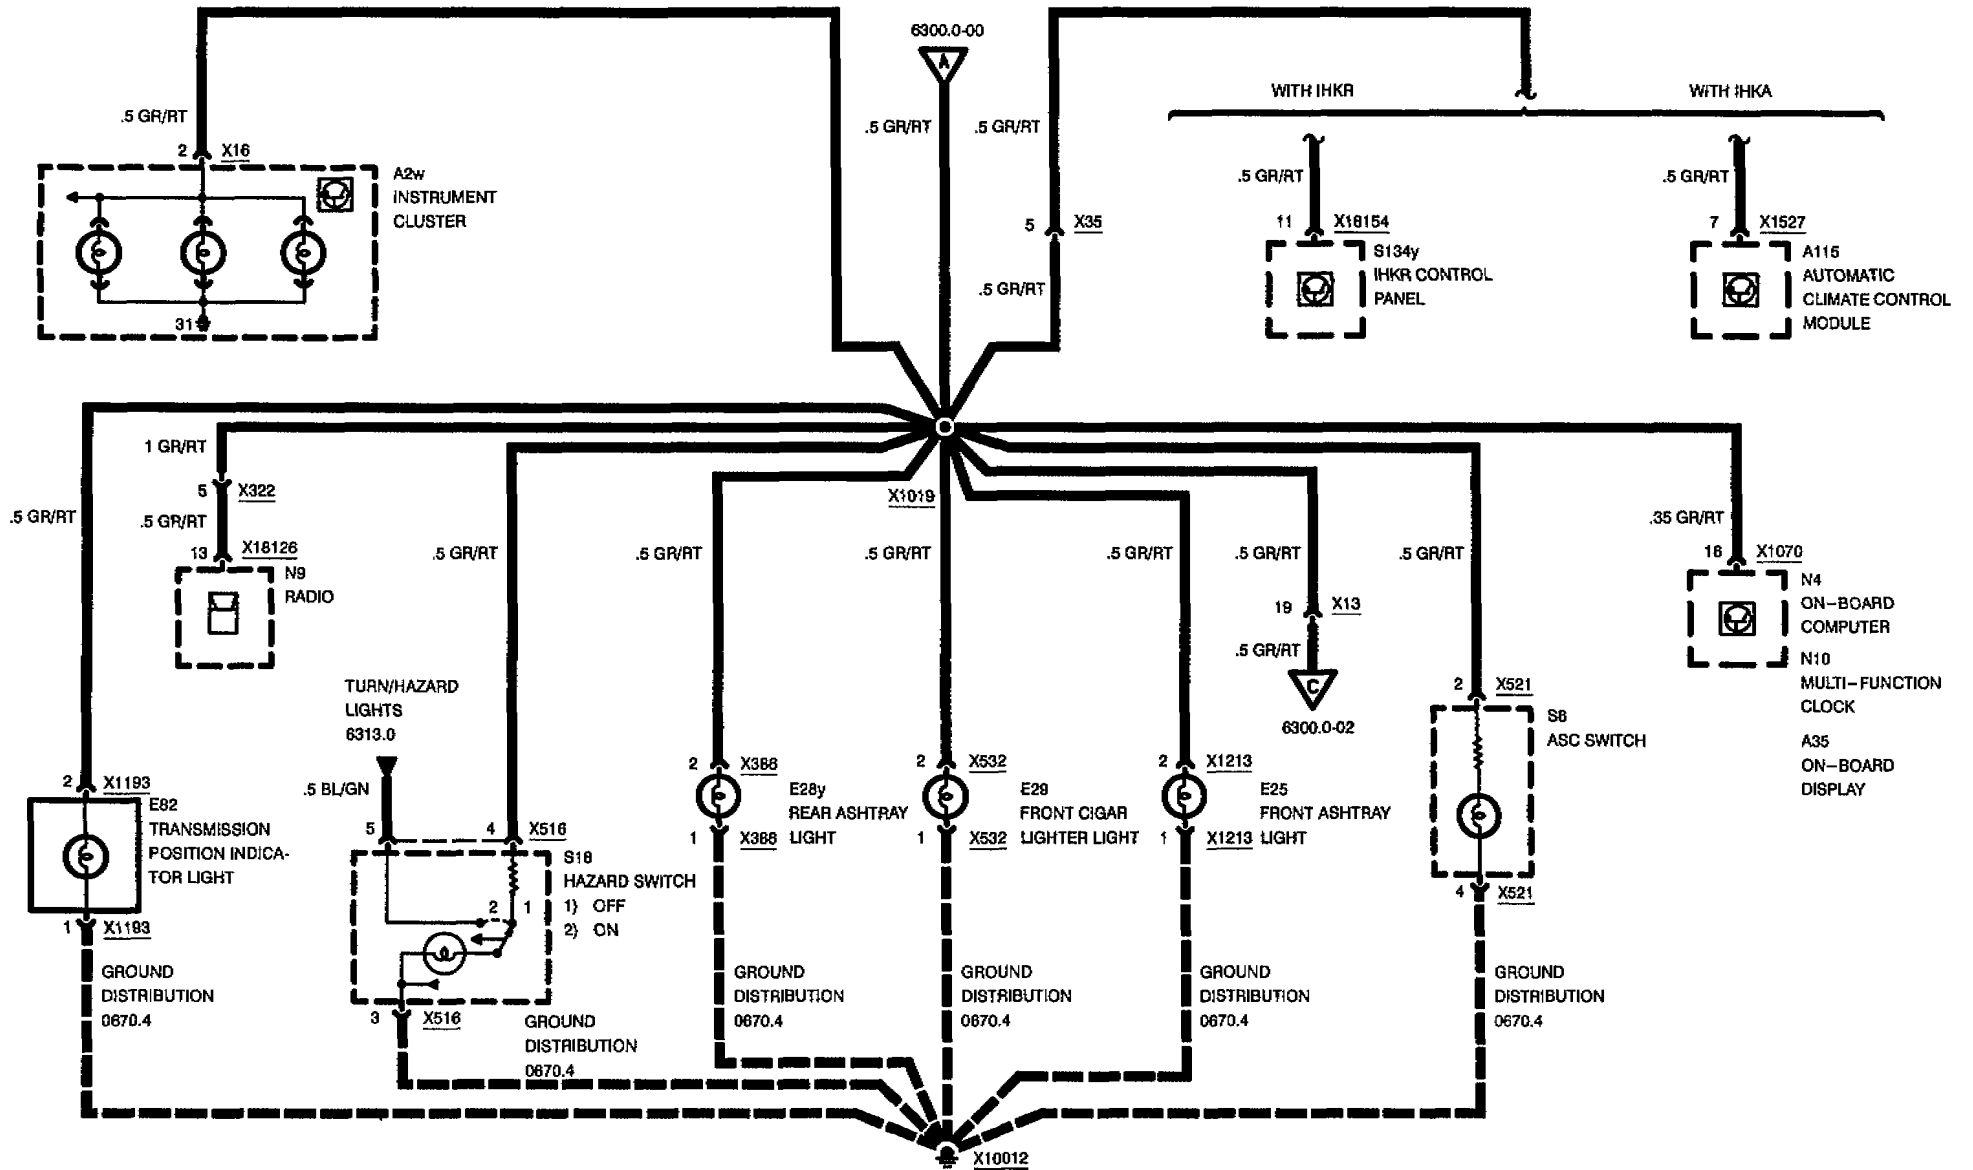 6300.0-00
A
.5 GR/RT
.5 GR/RT
.5 GR/RT
WITH IHKR
WITH IHKA
2 X16
A2w
INSTRUMENT
CLUSTER
31
5 X35
.5 GR/RT
.5 GR/RT
11 X18154
S134y
IHKR CONTROL
PANEL
.5 GR/RT
7 X1527
A115
AUTOMATIC
CLIMATE CONTROL
MODULE
1 GR/RT
5 X322
.5 GR/RT
.5 GR/RT
13 X18126
N9
RADIO
X1019
.5 GR/RT
.5 GR/RT
.5 GR/RT
.5 GR/RT
.5 GR/RT
.5 GR/RT
.35 GR/RT
18 X1070
N4
ON-BOARD
COMPUTER
N10
MULTI-FUNCTION
CLOCK
A35
ON-BOARD
DISPLAY
19 X13
.5 GR/RT
C
6300.0-02
TURN/HAZARD
LIGHTS
6313.0
.5 BL/GN
2 X521
S6
ASC SWITCH
4 X521
2 X1193
E82
TRANSMISSION
POSITION INDICA-
TOR LIGHT
1 X1193
5 4 X516
S18
HAZARD SWITCH
1) OFF
2) ON
2 1
3 X516
2 X388
E28y
REAR ASHTRAY
LIGHT
1 X388
2 X532
E29
FRONT CIGAR
LIGHTER LIGHT
1 X532
2 X1213
E25
FRONT ASHTRAY
LIGHT
1 X1213
GROUND
DISTRIBUTION
0670.4
GROUND
DISTRIBUTION
0670.4
GROUND
DISTRIBUTION
0670.4
GROUND
DISTRIBUTION
0670.4
GROUND
DISTRIBUTION
0670.4
GROUND
DISTRIBUTION
0670.4
X10012